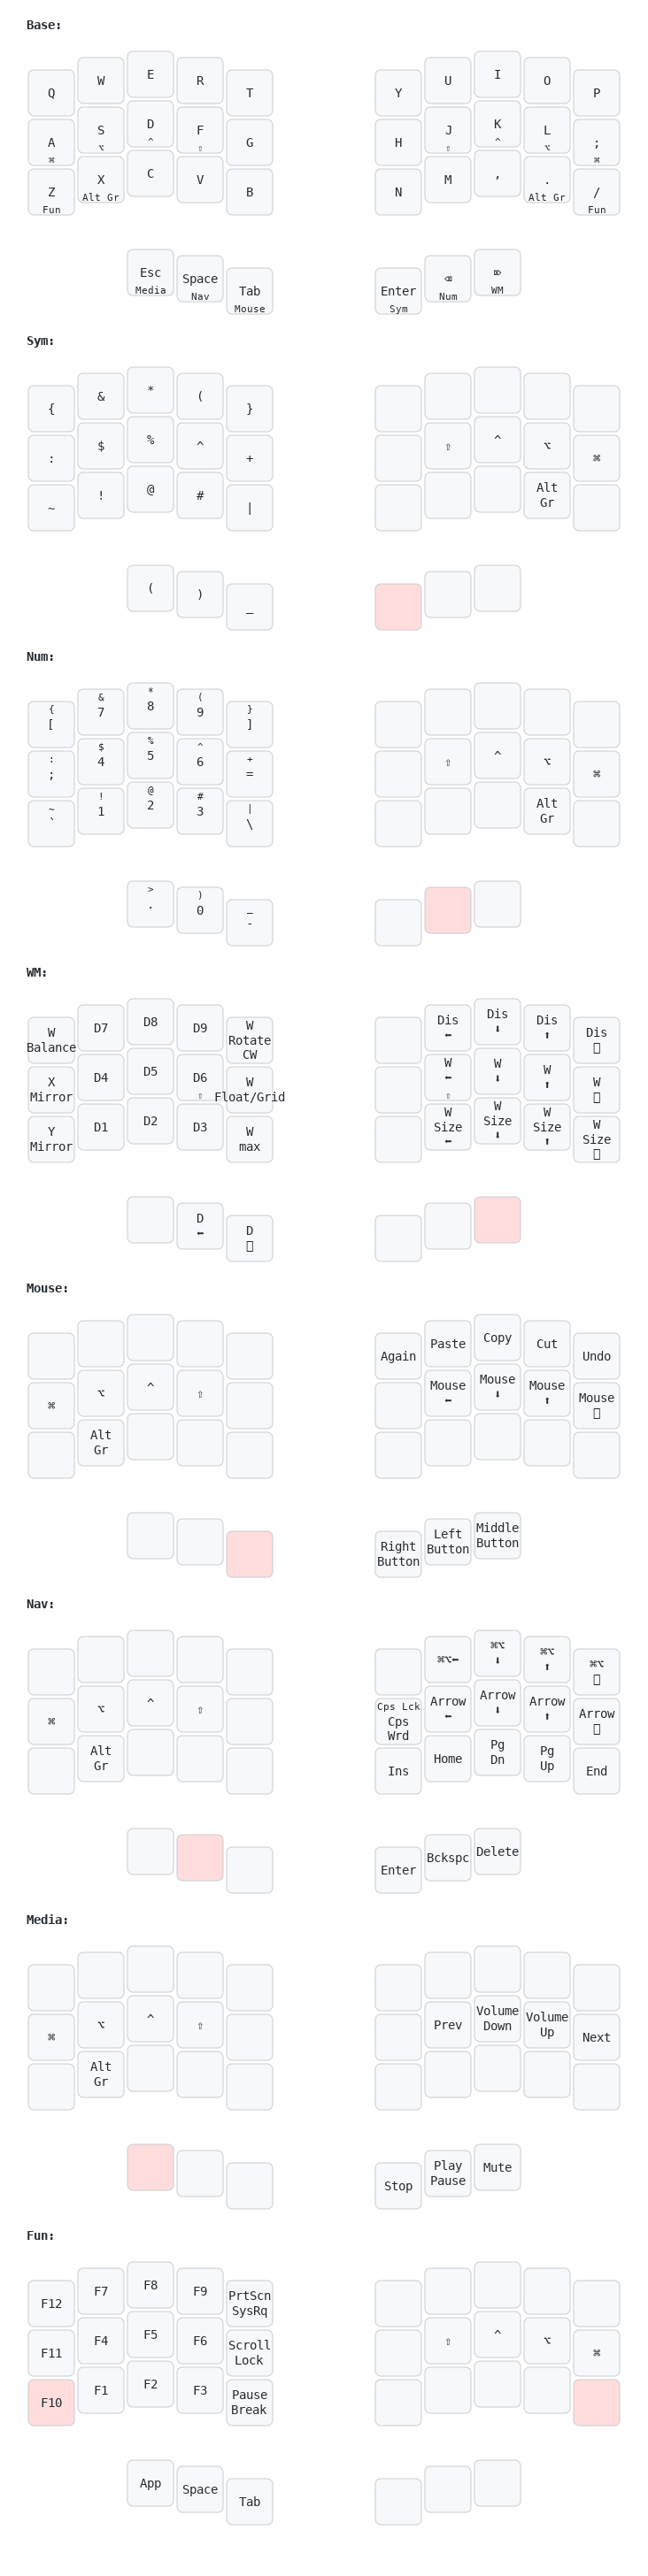 Base:
Q W E R T Y U I O P
A S D F G H J K L ;
⌘ ⌥ ^ ⇧ ⇧ ^ ⌥ ⌘
Z X C V B N M , . /
Fun Alt Gr Alt Gr Fun
Esc Space Tab Enter ⌫ ⌦
Media Nav Mouse Sym Num WM
Sym:
{ & * ( }
: $ % ^ + ⇧ ^ ⌥ ⌘
~ ! @ # | Alt
Gr
( ) _
Num:
{ & * ( }
[ 7 8 9 ]
: $ % ^ +
; 4 5 6 = ⇧ ^ ⌥ ⌘
~ ! @ # |
` 1 2 3 \ Alt
Gr
> ) _
. 0 -
WM:
W D7 D8 D9 W Dis Dis Dis Dis
Balance Rotate ⬅ ⬇ ⬆
CW
X D4 D5 D6 W W W W W
Mirror ⇧ Float/Grid ⬅ ⬇ ⬆
⇧
Y D1 D2 D3 W W W W W
Mirror max Size Size Size Size
⬅ ⬇ ⬆
D D
⬅
Mouse:
Again Paste Copy Cut Undo
⌘ ⌥ ^ ⇧ Mouse Mouse Mouse Mouse
⬅ ⬇ ⬆
Alt
Gr
Right Left Middle
Button Button Button
Nav:
⌘⌥⬅ ⌘⌥ ⌘⌥ ⌘⌥
⬇ ⬆
⌘ ⌥ ^ ⇧ Cps Lck Arrow Arrow Arrow Arrow
Cps ⬅ ⬇ ⬆
Wrd
Alt Ins Home Pg Pg End
Gr Dn Up
Enter Bckspc Delete
Media:
⌘ ⌥ ^ ⇧ Prev Volume Volume Next
Down Up
Alt
Gr
Stop Play Mute
Pause
Fun:
F12 F7 F8 F9 PrtScn
SysRq
F11 F4 F5 F6 Scroll ⇧ ^ ⌥ ⌘
Lock
F10 F1 F2 F3 Pause
Break
App Space Tab